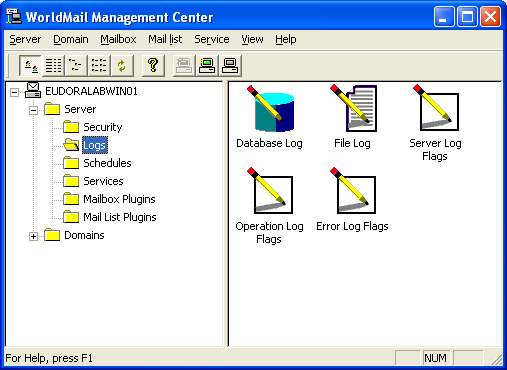 WorldMail Management Center
Server Domain Mailbox Mail list Service View Help
EUDORALABWIN01
Server
Security
Logs
Schedules
Services
Mailbox Plugins
Mail List Plugins
Domains
Database Log
File Log
Server Log
Flags
Operation Log
Flags
Error Log Flags
For Help, press F1
NUM